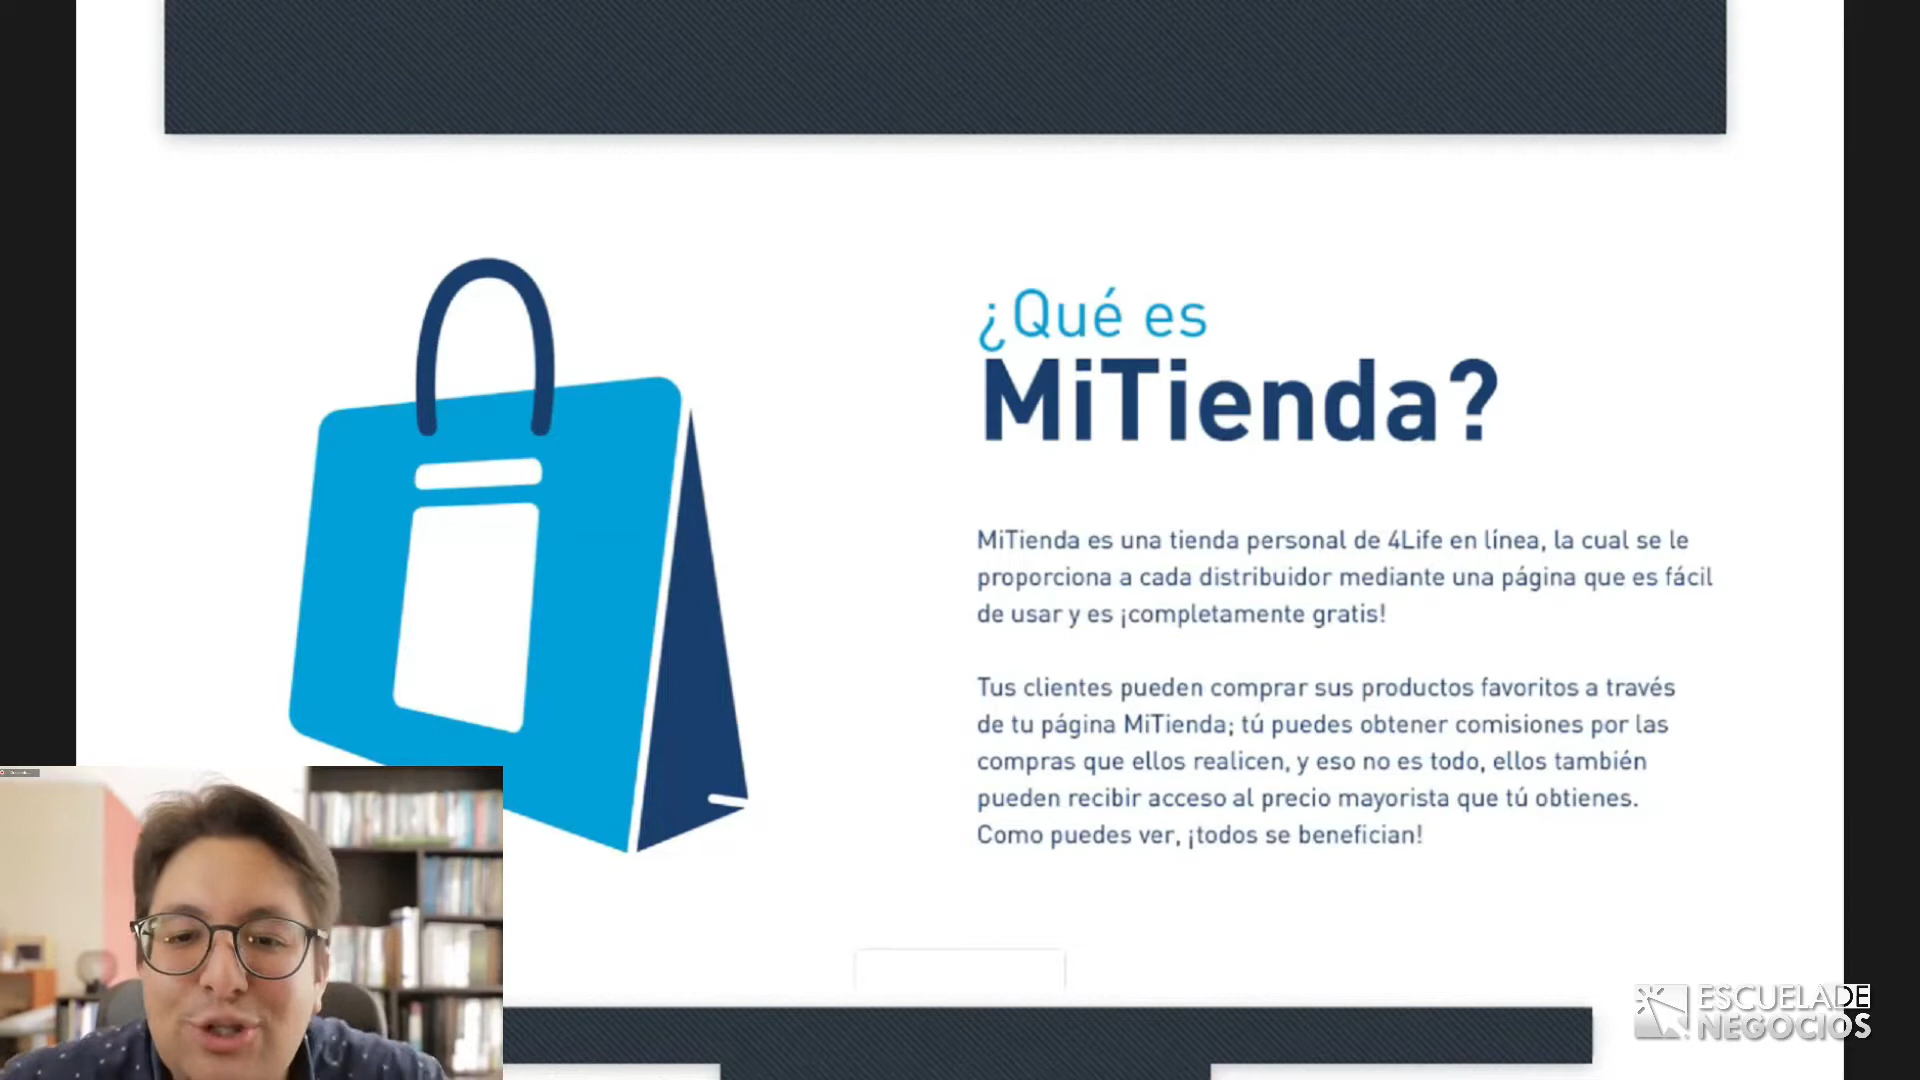 ¿Qué es
MiTienda?
MiTienda es una tienda personal de 4Life en línea, la cual se le
proporciona a cada distribuidor mediante una página que es fácil
de usar y es ¡completamente gratis!
Tus clientes pueden comprar sus productos favoritos a través
de tu página MiTienda; tú puedes obtener comisiones por las
compras que ellos realicen, y eso no es todo, ellos también
pueden recibir acceso al precio mayorista que tú obtienes.
Como puedes ver, ¡todos se benefician!
ESCUELA DE
NEGOCIOS